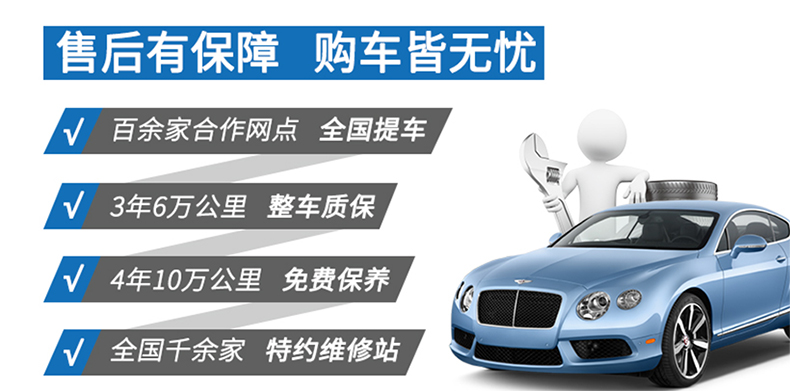 售后有保障 购车皆无忧
百余家合作网点 全国提车
3年6万公里 整车质保
4年10万公里 免费保养
全国千余家 特约维修站